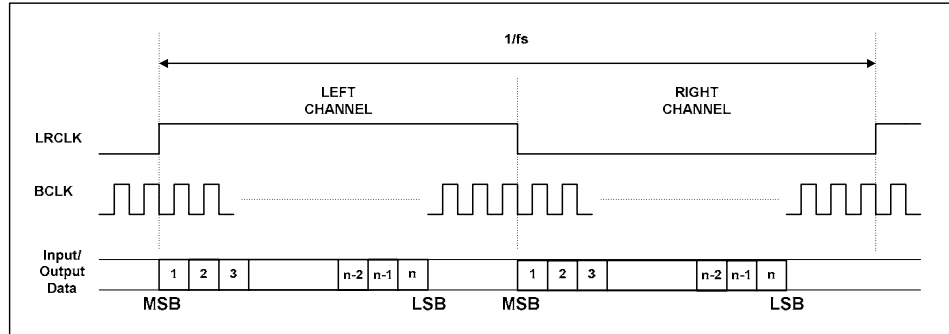 1/fs
LEFT
CHANNEL
RIGHT
CHANNEL
LRCLK
BCLK
Input/
Output
Data
1 2 3 n-2 n-1 n 1 2 3 n-2 n-1 n
MSB LSB MSB LSB